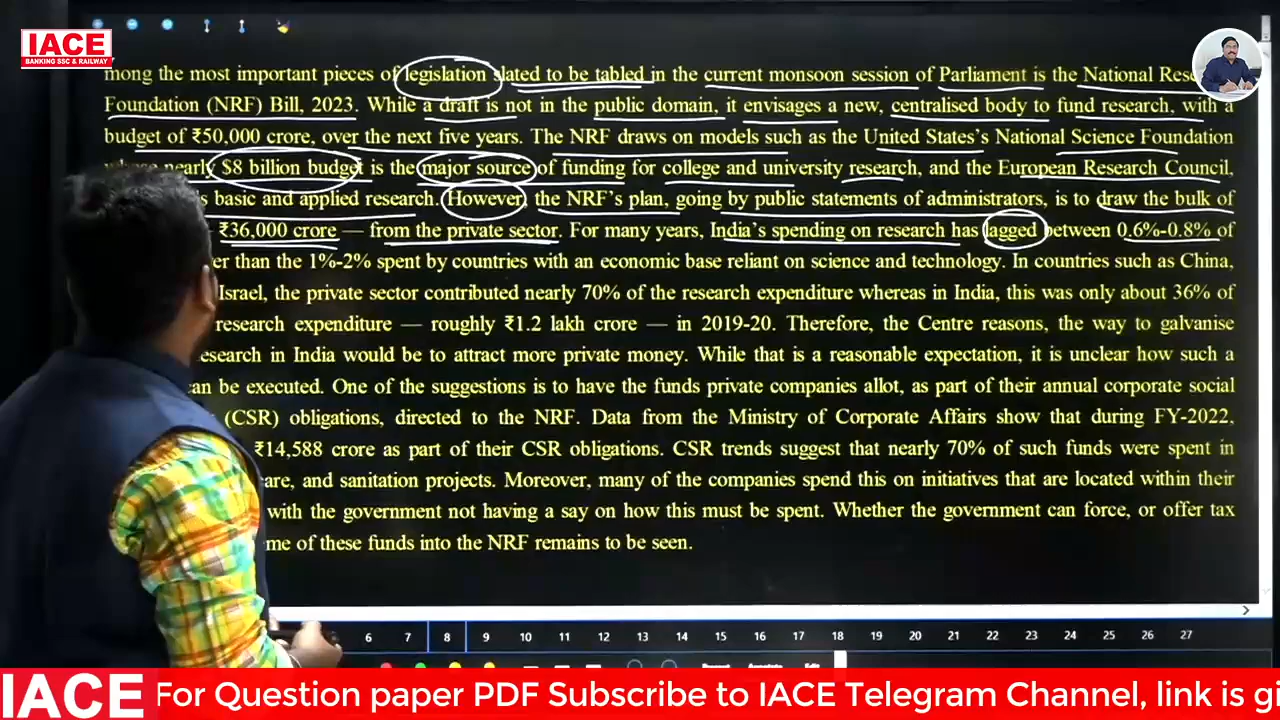 IACE
BANKING SSC & RAILWAY
mong the most important pieces of legislation slated to be tabled in the current monsoon session of Parliament is the National
Foundation (NRF) Bill, 2023. While a draft is not in the public domain, it envisages a new, centralised body to fund research, with a
budget of ₹50,000 crore, over the next five years. The NRF draws on models such as the United States's National Science Foundation
nearly $8 billion budget is the major source of funding for college and university research, and the European Research Council,
basic and applied research. However, the NRF's plan, going by public statements of administrators, is to draw the bulk of
₹36,000 crore — from the private sector. For many years, India's spending on research has lagged between 0.6%-0.8% of
than the 1%-2% spent by countries with an economic base reliant on science and technology. In countries such as China,
Israel, the private sector contributed nearly 70% of the research expenditure whereas in India, this was only about 36% of
research expenditure — roughly ₹1.2 lakh crore — in 2019-20. Therefore, the Centre reasons, the way to galvanise
esearch in India would be to attract more private money. While that is a reasonable expectation, it is unclear how such a
an be executed. One of the suggestions is to have the funds private companies allot, as part of their annual corporate social
(CSR) obligations, directed to the NRF. Data from the Ministry of Corporate Affairs show that during FY-2022,
₹14,588 crore as part of their CSR obligations. CSR trends suggest that nearly 70% of such funds were spent in
are, and sanitation projects. Moreover, many of the companies spend this on initiatives that are located within their
with the government not having a say on how this must be spent. Whether the government can force, or offer tax
me of these funds into the NRF remains to be seen.
6 7 8 9 10 11 12 13 14 15 16 17 18 19 20 21 22 23 24 25 26 27
IACE For Question paper PDF Subscribe to IACE Telegram Channel, link is gi